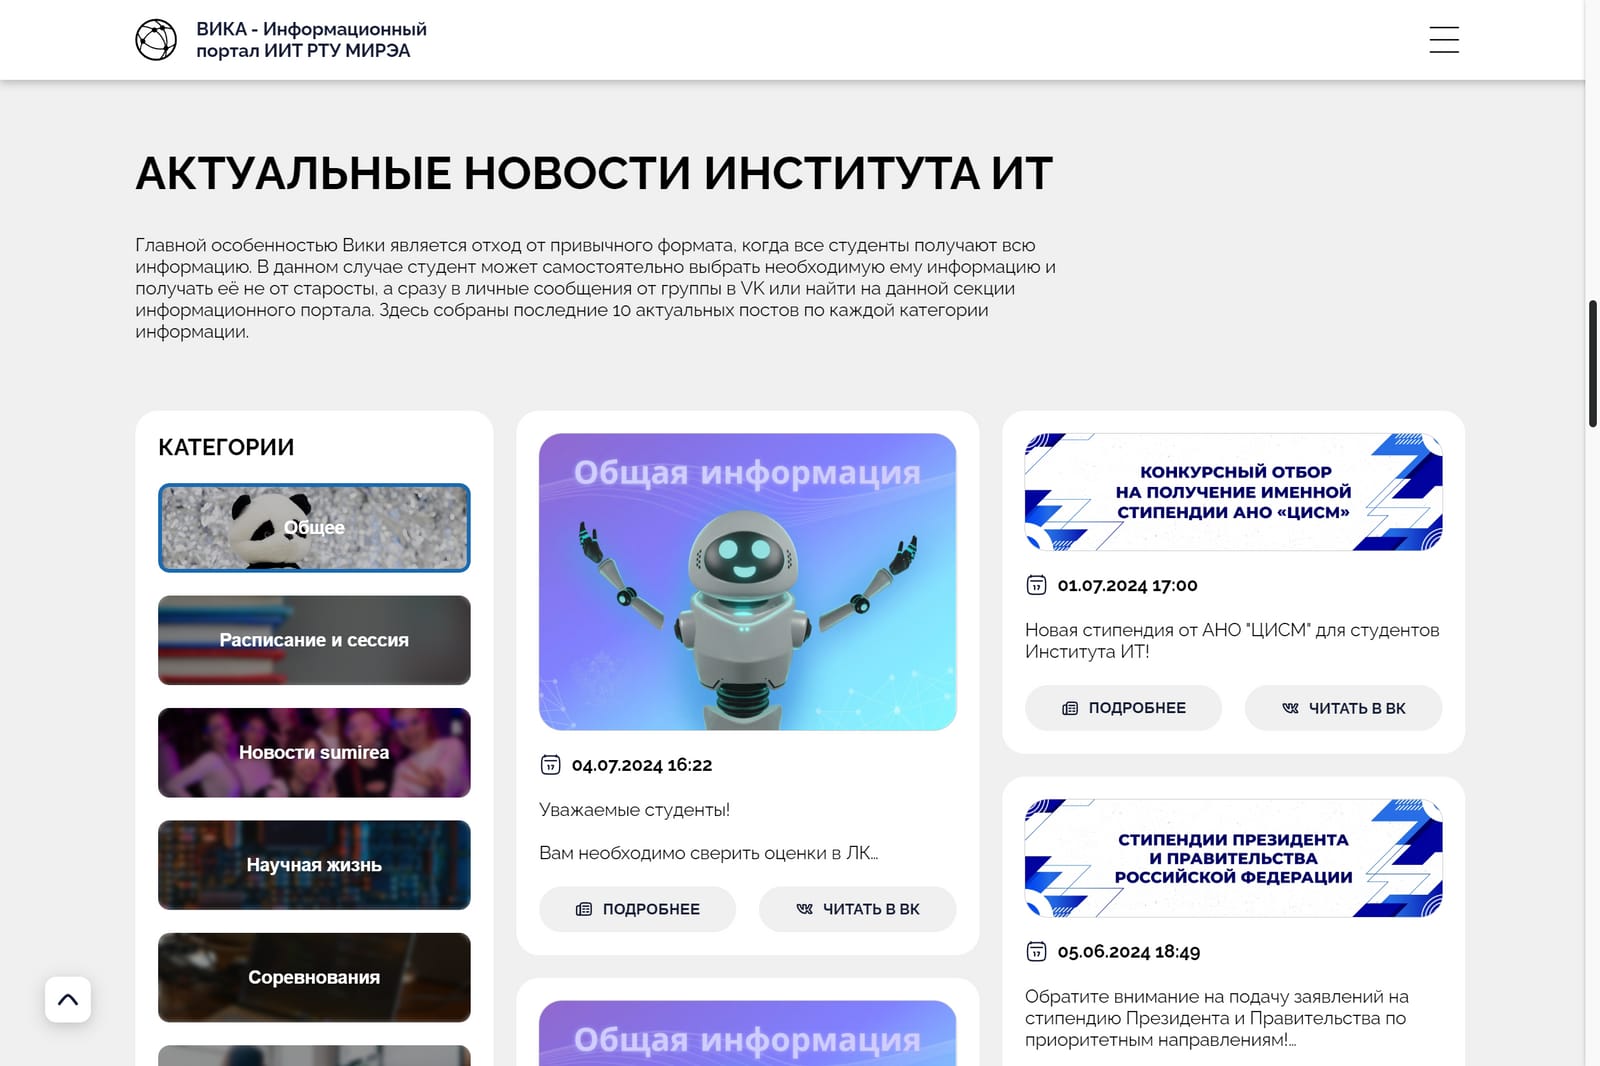 ВИКА - Информационный
портал ИИТ РТУ МИРЭА
АКТУАЛЬНЫЕ НОВОСТИ ИНСТИТУТА ИТ
Главной особенностью Вики является отход от привычного формата, когда все студенты получают всю
информацию. В данном случае студент может самостоятельно выбрать необходимую ему информацию и
получать её не от старосты, а сразу в личные сообщения от группы в VK или найти на данной секции
информационного портала. Здесь собраны последние 10 актуальных постов по каждой категории
информации.
КАТЕГОРИИ
Общее
Расписание и сессия
Новости sumirea
Научная жизнь
Соревнования
Общая информация
17
04.07.2024 16:22
Уважаемые студенты!
Вам необходимо сверить оценки в ЛК...
ПОДРОБНЕЕ
ЧИТАТЬ В ВК
Общая информация
КОНКУРСНЫЙ ОТБОР
НА ПОЛУЧЕНИЕ ИМЕННОЙ
СТИПЕНДИИ АНО «ЦИСМ»
17
01.07.2024 17:00
Новая стипендия от АНО "ЦИСМ" для студентов
Института ИТ!
ПОДРОБНЕЕ
ЧИТАТЬ В ВК
СТИПЕНДИИ ПРЕЗИДЕНТА
И ПРАВИТЕЛЬСТВА
РОССИЙСКОЙ ФЕДЕРАЦИИ
17
05.06.2024 18:49
Обратите внимание на подачу заявлений на
стипендию Президента и Правительства по
приоритетным направлениям!...